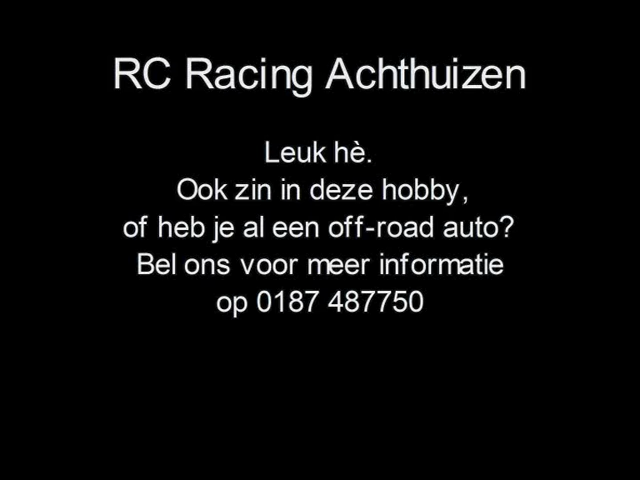 RC Racing Achthuizen
Leuk hè.
Ook zin in deze hobby,
of heb je al een off-road auto?
Bel ons voor meer informatie
op 0187 487750